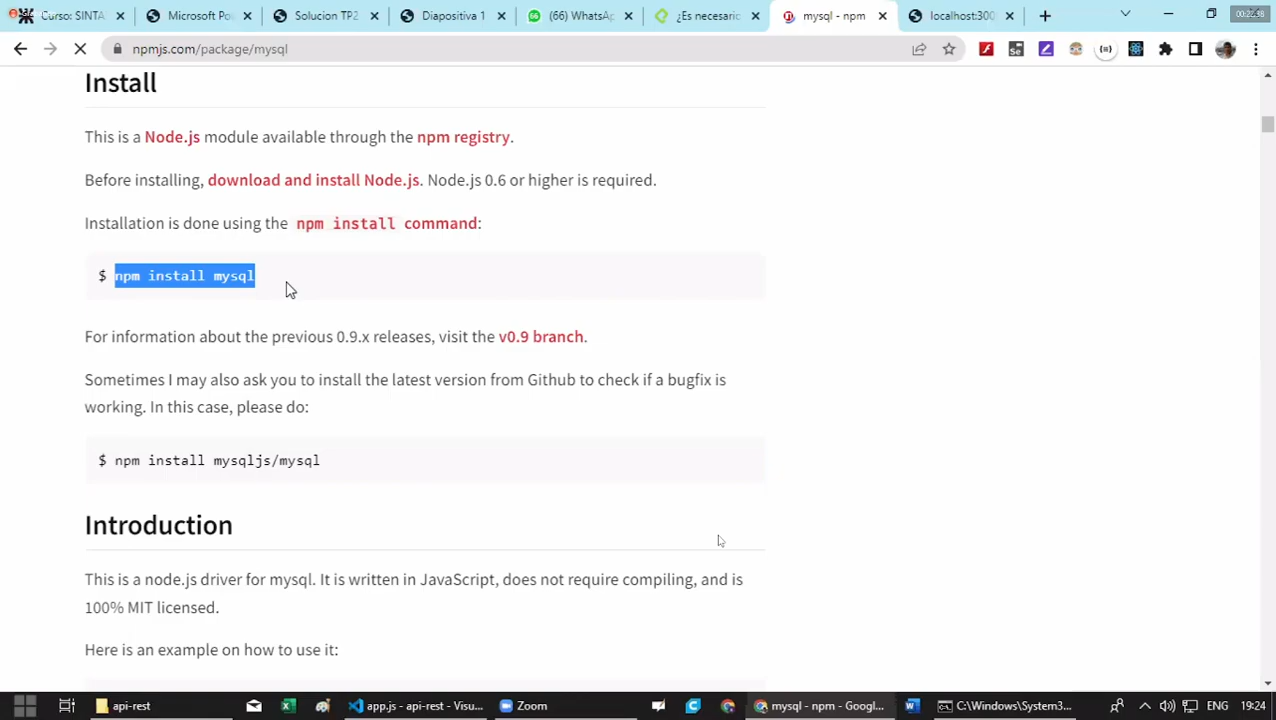 Curso: SINTA
Microsoft Po
Solucion TP2
Diapositiva 1
(66) WhatsA
¿Es necesario
mysql - npm
localhost:300
00:22:38
npmjs.com/package/mysql
Install
This is a Node.js module available through the npm registry.
Before installing, download and install Node.js. Node.js 0.6 or higher is required.
Installation is done using the npm install command:
$ npm install mysql
For information about the previous 0.9.x releases, visit the v0.9 branch.
Sometimes I may also ask you to install the latest version from Github to check if a bugfix is
working. In this case, please do:
$ npm install mysqljs/mysql
Introduction
This is a node.js driver for mysql. It is written in JavaScript, does not require compiling, and is
100% MIT licensed.
Here is an example on how to use it:
api-rest
app.js - api-rest - Visu...
Zoom
mysql - npm - Googl...
C:\Windows\System3...
ENG
19:24